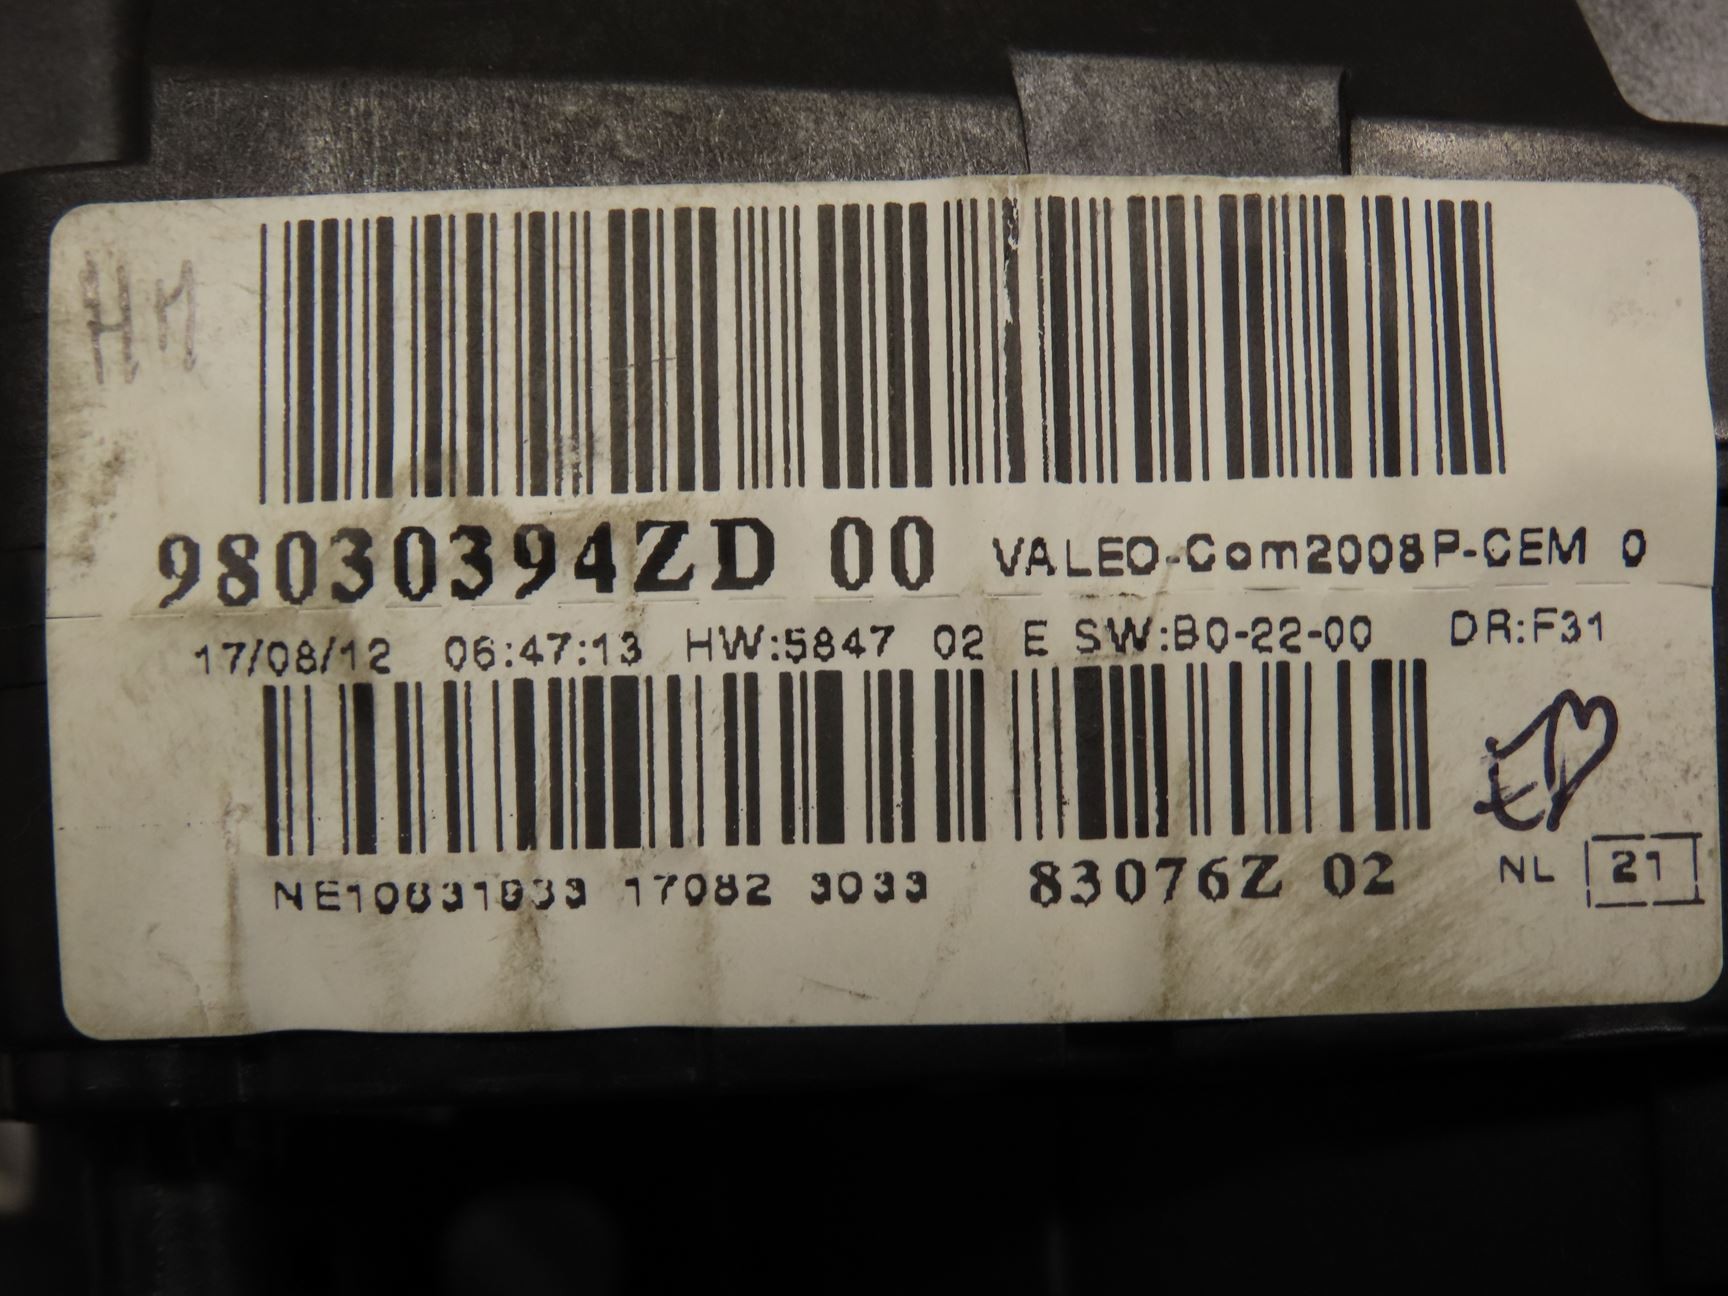 HM
98030394ZD 00 VALEO-Com2008P-CEM 0
17/08/12 06:47:13 HW:5847 02 E SW:B0-22-00 DR:F31
17082 3033 83076Z 02 NL 21